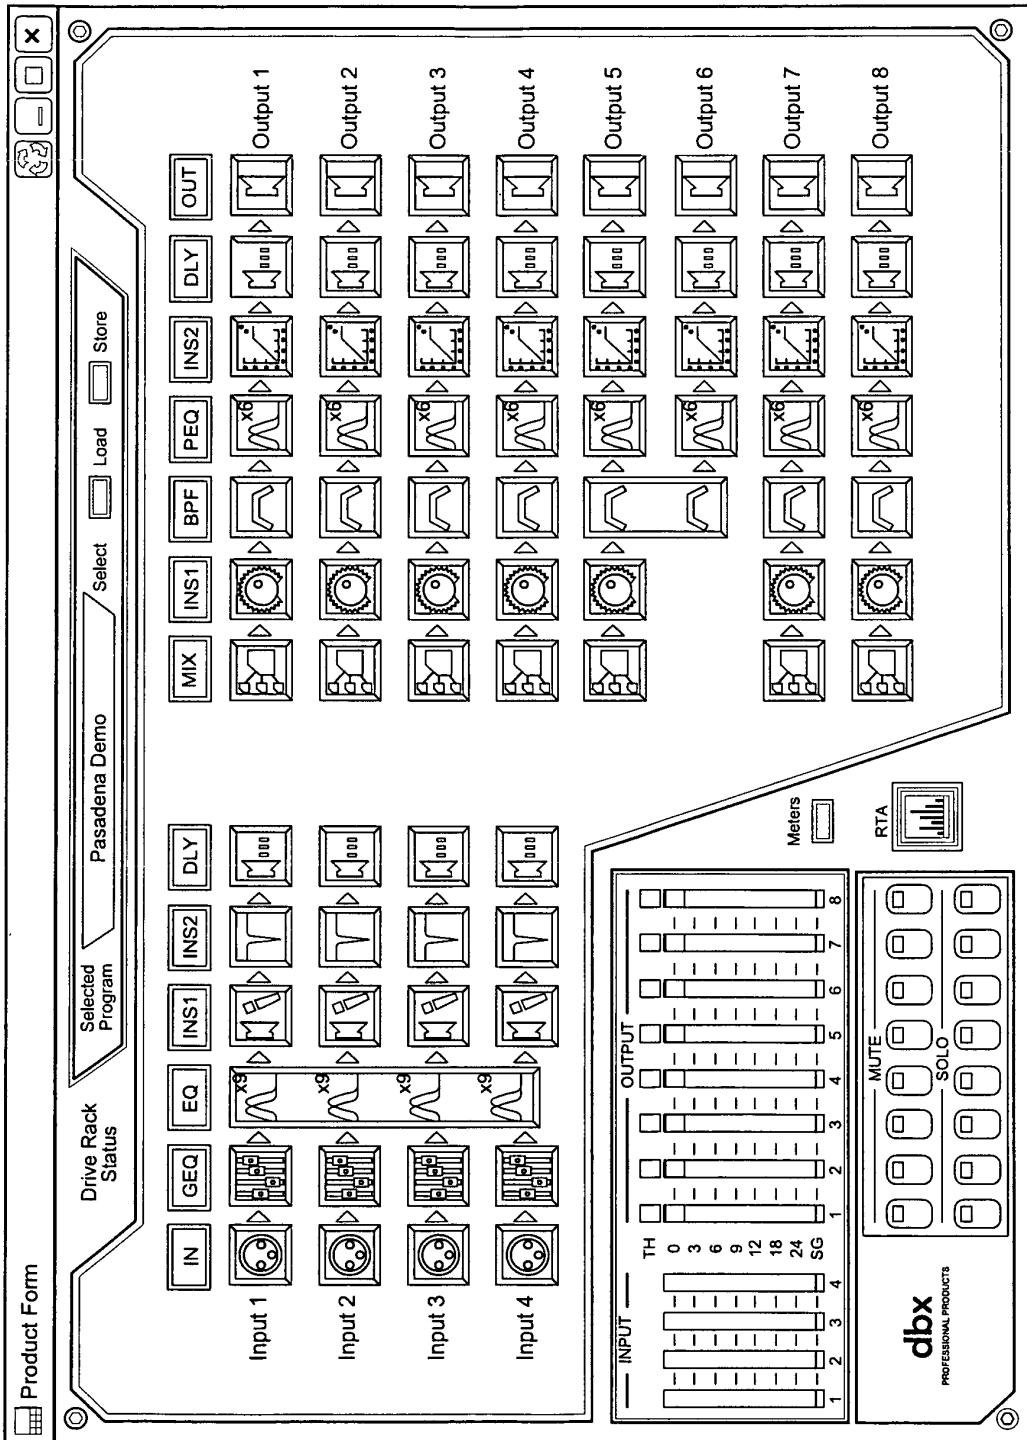 Product Form
Drive Rack
Status
Selected
Program
Pasadena Demo
Select
Load
Store
IN GEQ EQ INS1 INS2 DLY MIX INS1 BPF PEQ INS2 DLY OUT
Input 1 x9 x6 Output 1
Input 2 x9 x6 Output 2
Input 3 x9 x6 Output 3
Input 4 x9 x6 Output 4
x6 Output 5
x6 Output 6
x6 Output 7
x6 Output 8
INPUT OUTPUT
TH
0
3
6
9
12
18
24
SG
1 2 3 4 1 2 3 4 5 6 7 8
Meters
RTA
MUTE
SOLO
dbx
PROFESSIONAL PRODUCTS